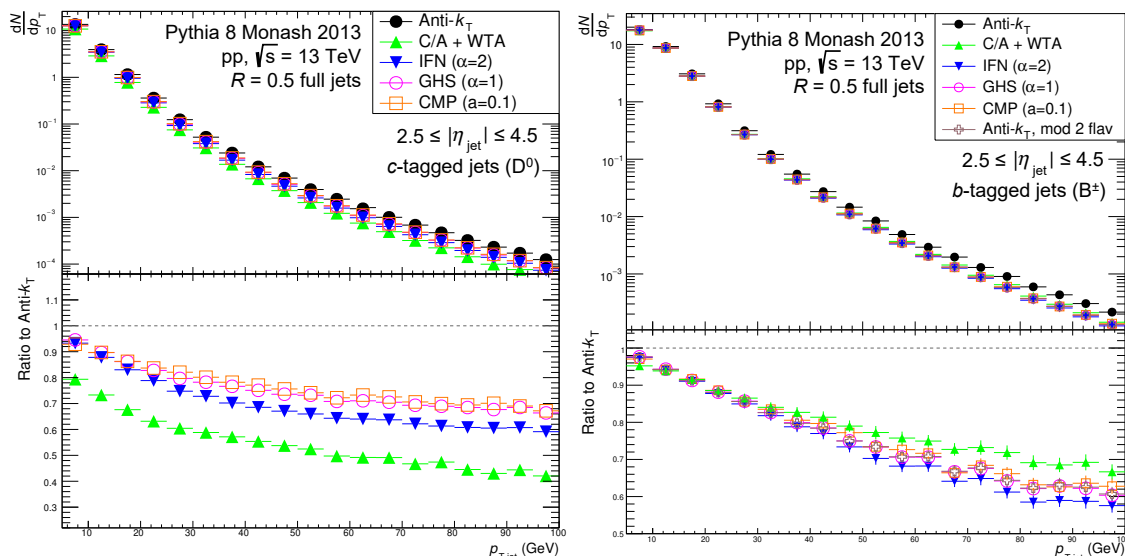 dN
dp_T
Pythia 8 Monash 2013
pp, √s = 13 TeV
R = 0.5 full jets
Anti-k_T
C/A + WTA
IFN (α=2)
GHS (α=1)
CMP (a=0.1)
2.5 ≤ |η_jet| ≤ 4.5
c-tagged jets (D⁰)
10
1
10⁻¹
10⁻²
10⁻³
10⁻⁴
Ratio to Anti-k_T
1.1
1
0.9
0.8
0.7
0.6
0.5
0.4
0.3
10 20 30 40 50 60 70 80 90 100
p_T,jet (GeV)
dN
dp_T
Pythia 8 Monash 2013
pp, √s = 13 TeV
R = 0.5 full jets
Anti-k_T
C/A + WTA
IFN (α=2)
GHS (α=1)
CMP (a=0.1)
Anti-k_T, mod 2 flav
2.5 ≤ |η_jet| ≤ 4.5
b-tagged jets (B±)
10
1
10⁻¹
10⁻²
10⁻³
Ratio to Anti-k_T
1
0.9
0.8
0.7
0.6
0.5
10 20 30 40 50 60 70 80 90
(GeV)